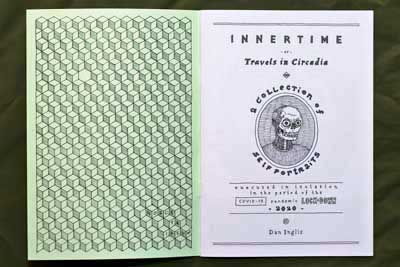 INNERTIME
- or -
Travels in Circadia
a collection of
self portraits
executed in isolation
in the period of the
COVID-19 pandemic LOCK-DOWN
- 2020 -
©
Dan Inglis